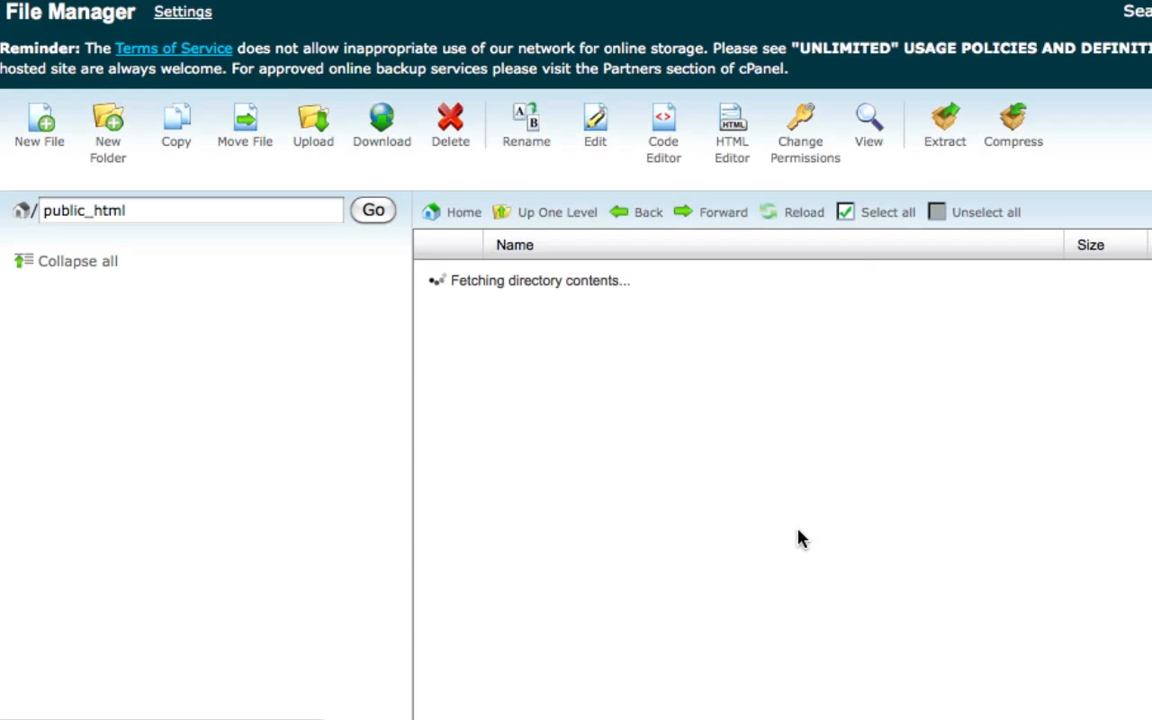 File Manager Settings
Reminder: The Terms of Service does not allow inappropriate use of our network for online storage. Please see "UNLIMITED" USAGE POLICIES AND
hosted site are always welcome. For approved online backup services please visit the Partners section of cPanel.
New File New Folder Copy Move File Upload Download Delete Rename Edit Code Editor HTML Editor Change Permissions View Extract Compress
/ public_html Go
Home Up One Level Back Forward Reload Select all Unselect all
Collapse all
Name Size
Fetching directory contents...